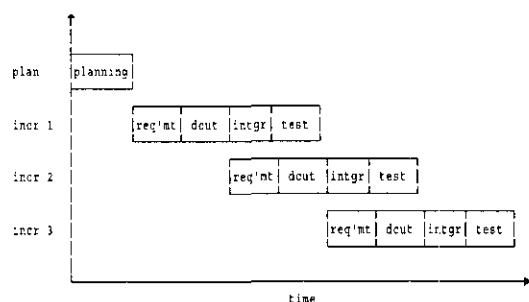 plan planning
incr 1 req'mt dcut intgr test
incr 2 req'mt dcut intgr test
incr 3 req'mt dcut intgr test
time